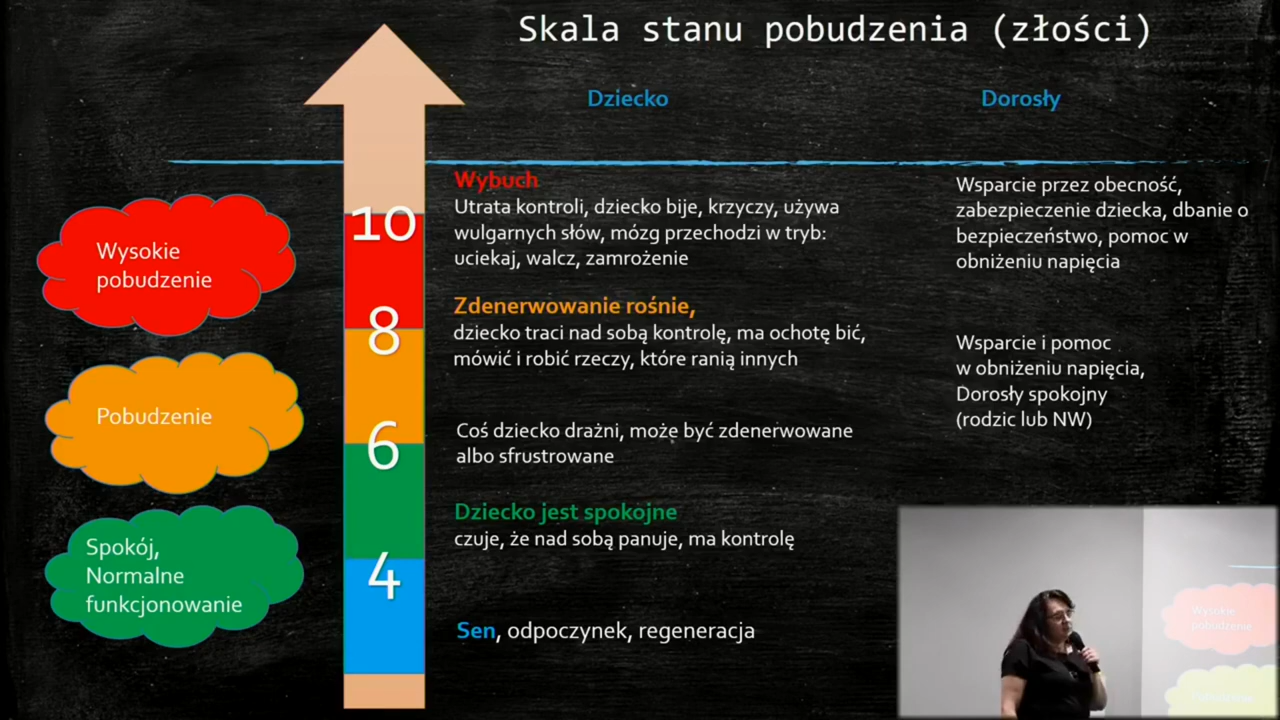 Skala stanu pobudzenia (złości)
Dziecko
Dorosły
Wysokie
pobudzenie
Pobudzenie
Spokój,
Normalne
funkcjonowanie
10
8
6
4
Wybuch
Utrata kontroli, dziecko bije, krzyczy, używa
wulgarnych słów, mózg przechodzi w tryb:
uciekaj, walcz, zamrożenie
Zdenerwowanie rośnie,
dziecko traci nad sobą kontrolę, ma ochotę bić,
mówić i robić rzeczy, które ranią innych
Coś dziecko drażni, może być zdenerwowane
albo sfrustrowane
Dziecko jest spokojne
czuje, że nad sobą panuje, ma kontrolę
Sen, odpoczynek, regeneracja
Wsparcie przez obecność,
zabezpieczenie dziecka, dbanie o
bezpieczeństwo, pomoc w
obniżeniu napięcia
Wsparcie i pomoc
w obniżeniu napięcia,
Dorosły spokojny
(rodzic lub NW)
Wysokie
pobudzenie